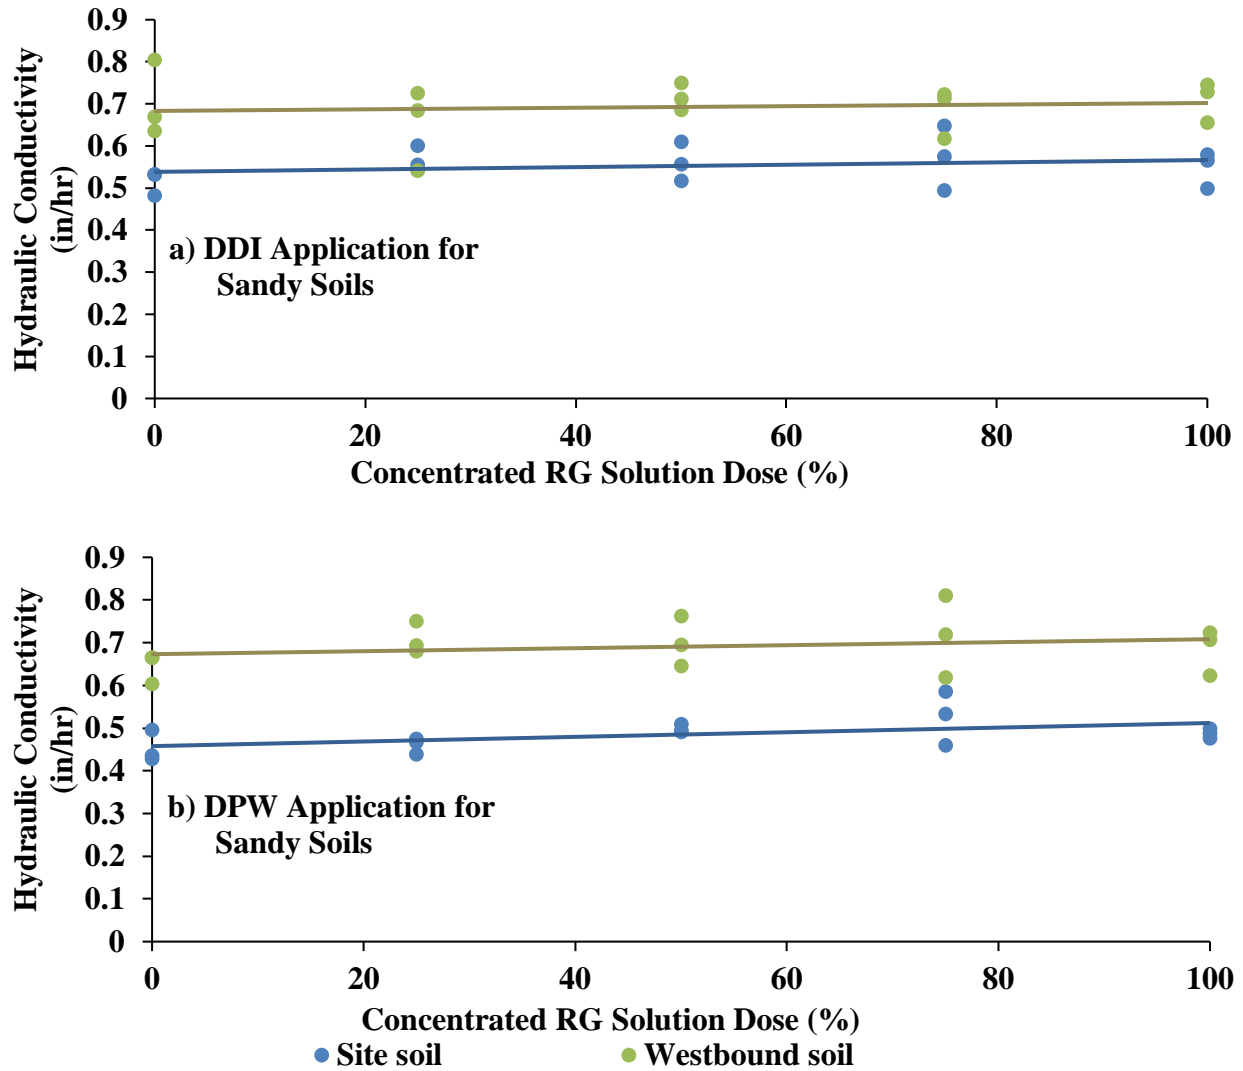 0.9
0.8
0.7
0.6
0.5
0.4
0.3
0.2
0.1
0
Hydraulic Conductivity
(in/hr)
a) DDI Application for
Sandy Soils
0 20 40 60 80 100
Concentrated RG Solution Dose (%)
0.9
0.8
0.7
0.6
0.5
0.4
0.3
0.2
0.1
0
Hydraulic Conductivity
(in/hr)
b) DPW Application for
Sandy Soils
0 20 40 60 80 100
Concentrated RG Solution Dose (%)
Site soil Westbound soil